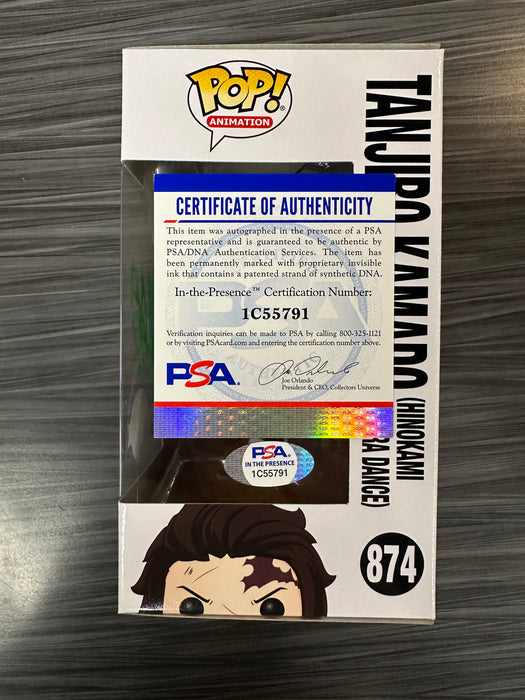 POP!
ANIMATION
TANJIRO KAMADO
(HINOKAMI
DANCE)
874
CERTIFICATE OF AUTHENTICITY
This item was autographed in the presence of a PSA
representative and is guaranteed to be authentic by
PSA/DNA Authentication Services. The item has
been permanently marked with proprietary invisible
ink that contains a patented strand of synthetic DNA.
In-the-Presence™ Certification Number:
1C55791
Verification inquiries can be made to PSA by calling 800-325-1121
or by visiting PSAcard.com and entering the certification number above.
PSA.
Joe Orlando
President & CEO, Collectors Universe
PSA.
IN THE PRESENCE
1C55791